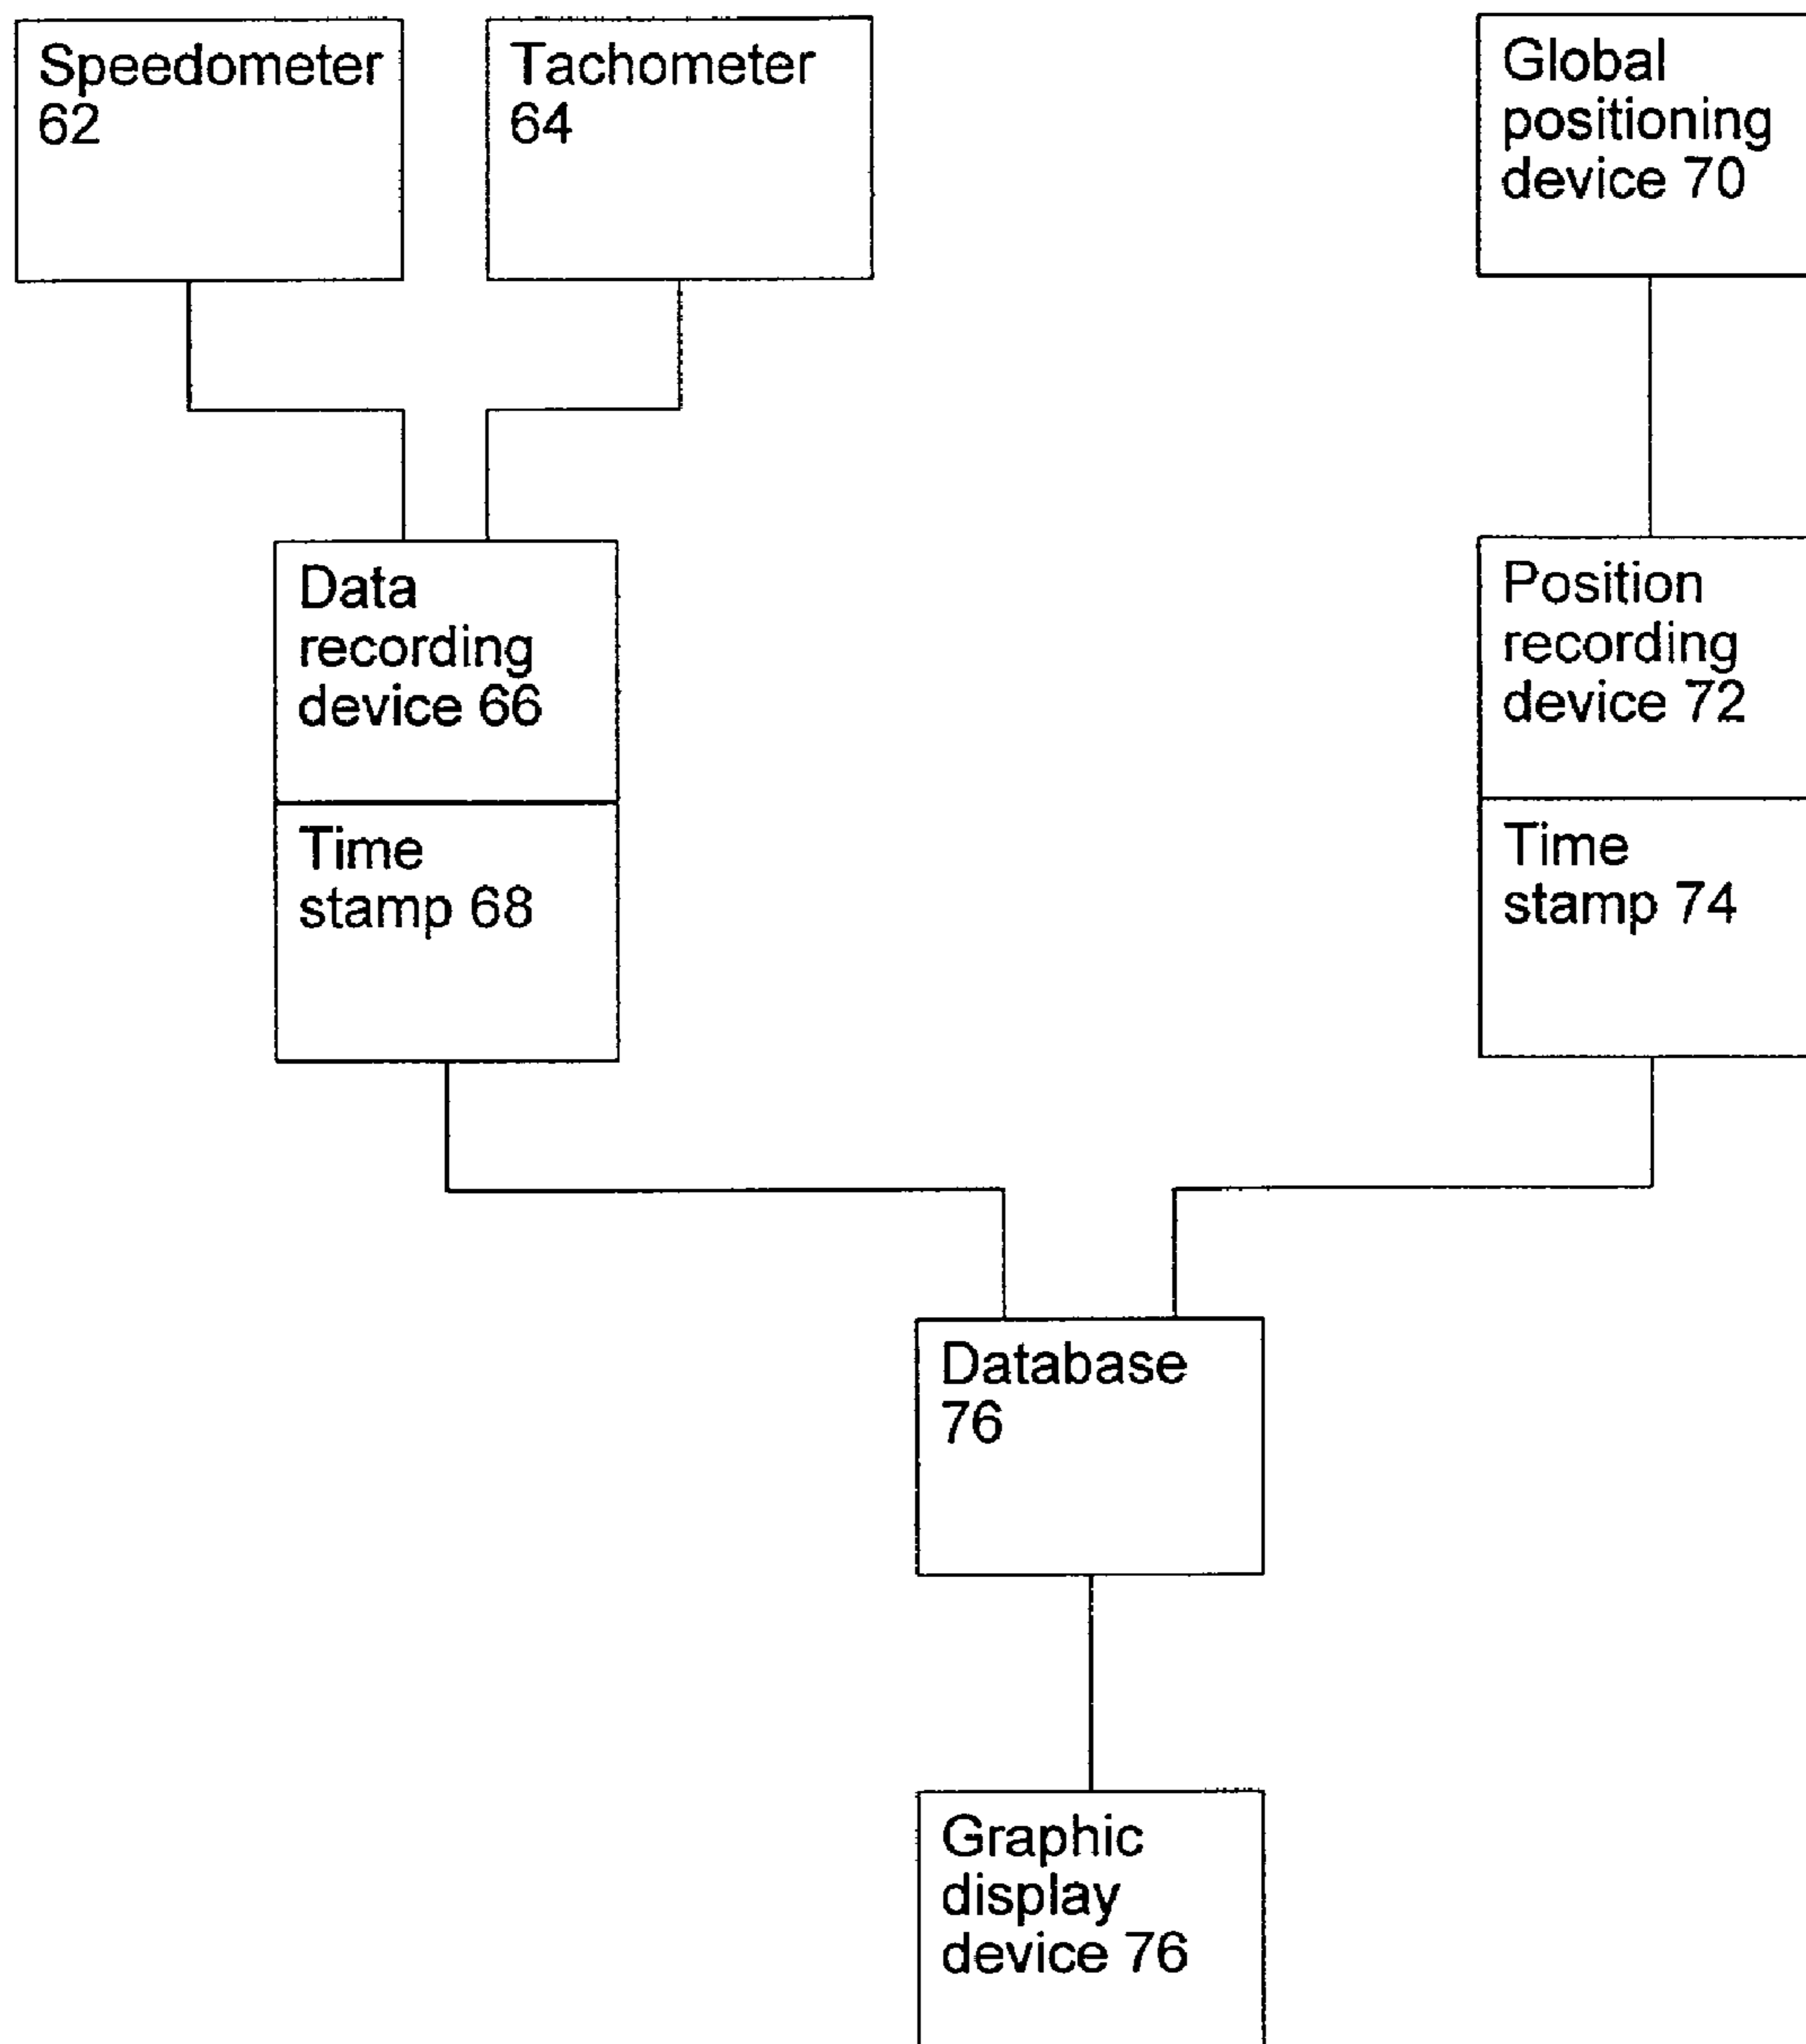 Speedometer
62
Tachometer
64
Global
positioning
device 70
Data
recording
device 66
Position
recording
device 72
Time
stamp 68
Time
stamp 74
Database
76
Graphic
display
device 76